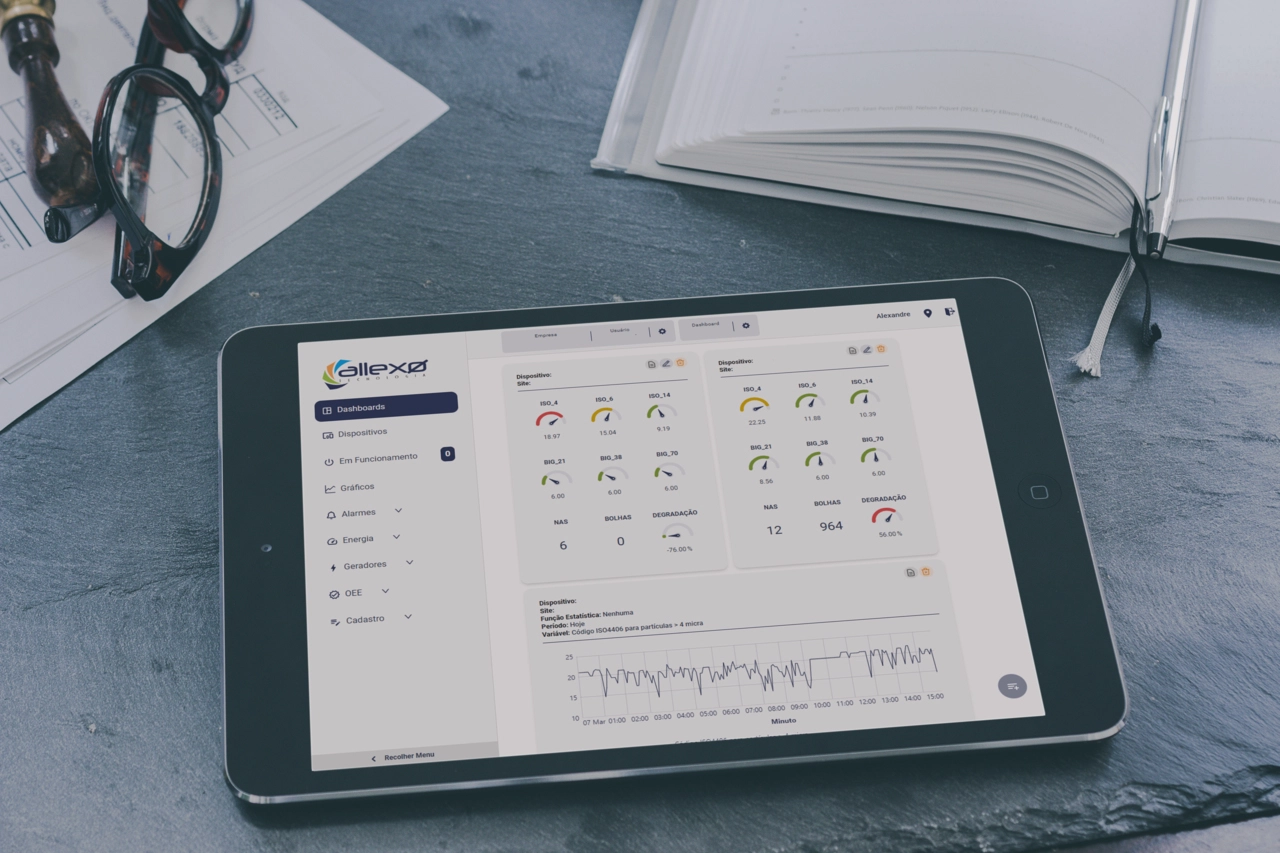 allexo
TECNOLOGIA
Dashboards
Dispositivos
Em Funcionamento 0
Gráficos
Alarmes
Energia
Geradores
OEE
Cadastro
Recolher Menu
Empresa Usuário Dashboard
Alexandre
Dispositivo:
Site:
ISO_4 ISO_6 ISO_14
18.97 15.04 9.19
BIG_21 BIG_38 BIG_70
6.00 6.00 6.00
NAS BOLHAS DEGRADAÇÃO
6 0 -76.00 %
Dispositivo:
Site:
ISO_4 ISO_6 ISO_14
22.25 11.88 10.39
BIG_21 BIG_38 BIG_70
8.56 6.00 6.00
NAS BOLHAS DEGRADAÇÃO
12 964 56.00 %
Dispositivo:
Site:
Função Estatística: Nenhuma
Período: Hoje
Variável: Código ISO4406 para partículas > 4 micra
25
20
15
10
07 Mar 01:00 02:00 03:00 04:00 05:00 06:00 07:00 08:00 09:00 10:00 11:00 12:00 13:00 14:00 15:00
Minuto